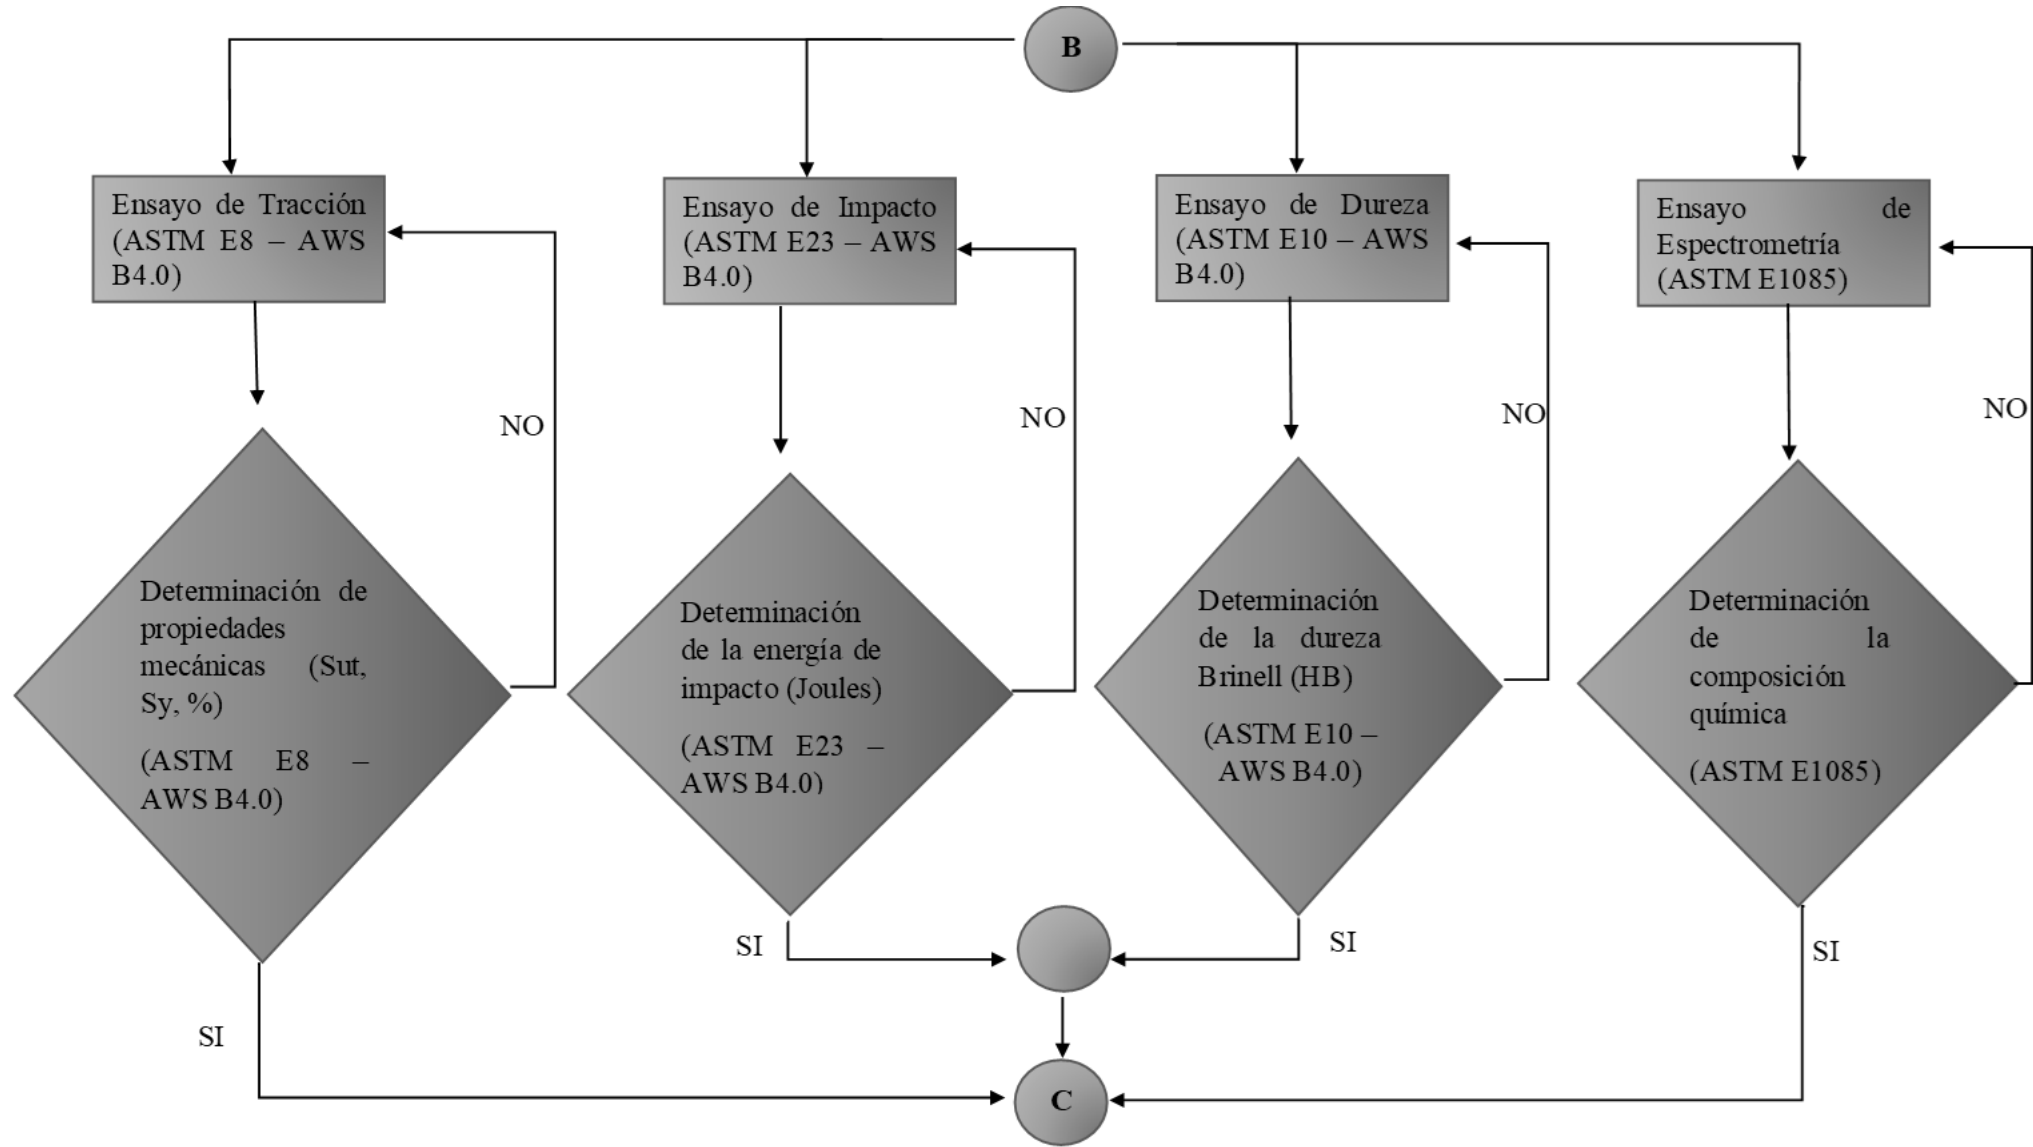 B
Ensayo de Tracción
(ASTM E8 – AWS
B4.0)
Ensayo de Impacto
(ASTM E23 – AWS
B4.0)
Ensayo de Dureza
(ASTM E10 – AWS
B4.0)
Ensayo de
Espectrometría
(ASTM E1085)
NO
NO
NO
NO
Determinación de
propiedades
mecánicas (Sut,
Sy, %)
(ASTM E8 –
AWS B4.0)
Determinación
de la energía de
impacto (Joules)
(ASTM E23 –
AWS B4.0)
Determinación
de la dureza
Brinell (HB)
(ASTM E10 –
AWS B4.0)
Determinación
de la
composición
química
(ASTM E1085)
SI
SI
SI
SI
C